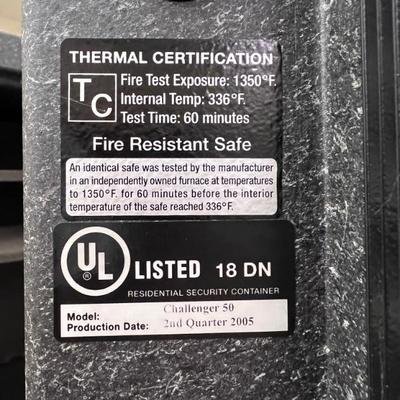 THERMAL CERTIFICATION
TC
Fire Test Exposure: 1350°F.
Internal Temp: 336°F.
Test Time: 60 minutes
Fire Resistant Safe
An identical safe was tested by the manufacturer
in an independently owned furnace at temperatures
to 1350°F. for 60 minutes before the interior
temperature of the safe reached 336°F.
UL ® LISTED 18 DN
RESIDENTIAL SECURITY CONTAINER
Model: Challenger 50
Production Date: 2nd Quarter 2005